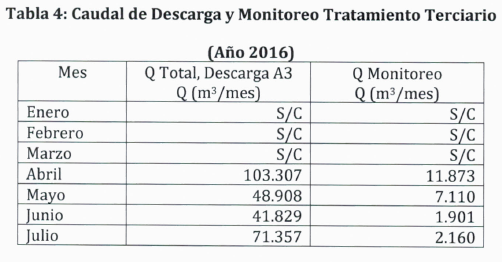 Tabla 4: Caudal de Descarga y Monitoreo Tratamiento Terciario
(Año 2016)
Mes Q Total, Descarga A3 Q Monitoreo
Q (m³/mes) Q (m³/mes)
Enero S/C S/C
Febrero S/C S/C
Marzo S/C S/C
Abril 103.307 11.873
Mayo 48.908 7.110
Junio 41.829 1.901
Julio 71.357 2.160